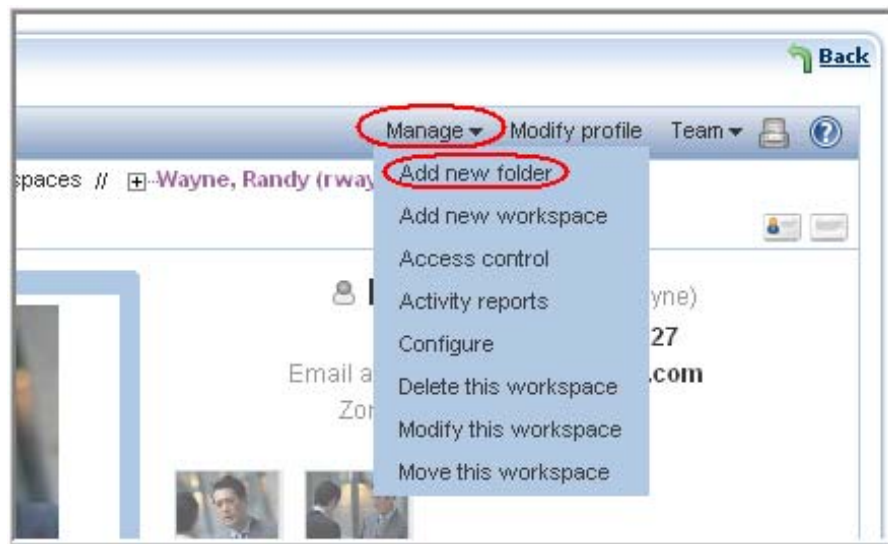 Back
Manage Modify profile Team
spaces // Wayne, Randy (rway
Add new folder
Add new workspace
Access control
Activity reports
yne)
Configure
27
Email a
.com
Delete this workspace
Zor
Modify this workspace
Move this workspace